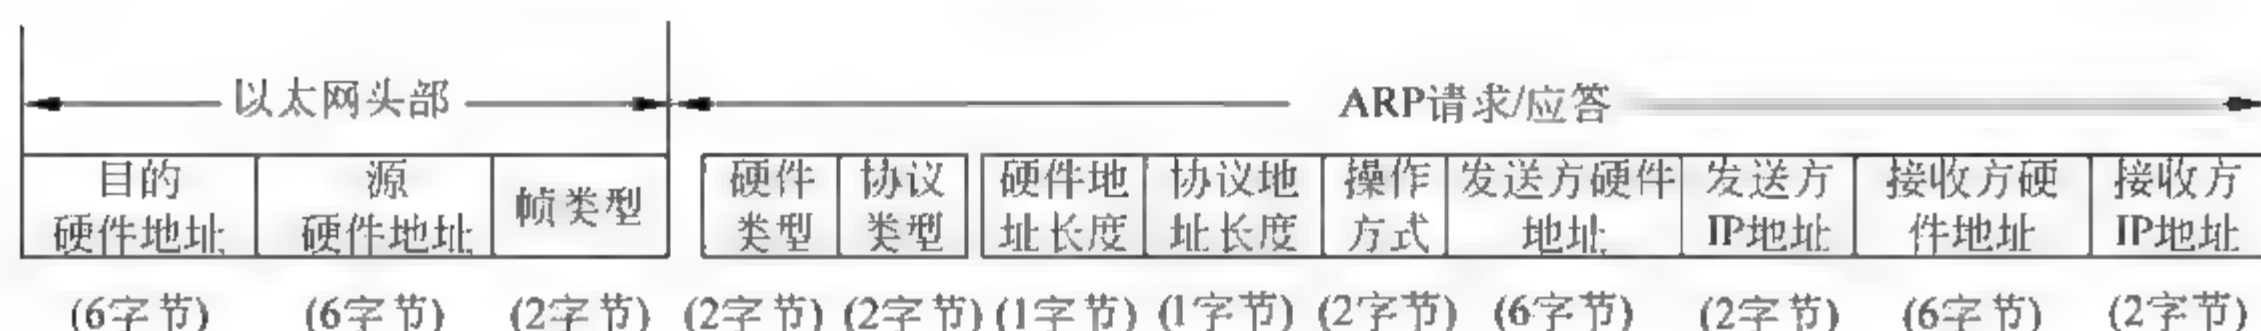 以太网头部 ARP请求/应答
目的 源 帧类型 硬件 协议 硬件地 协议地 操作 发送方硬件 发送方 接收方硬 接收方
硬件地址 硬件地址 类型 类型 址长度 址长度 方式 地址 IP地址 件地址 IP地址
(6字节) (6字节) (2字节) (2字节) (2字节) (1字节) (1字节) (2字节) (6字节) (2字节) (6字节) (2字节)